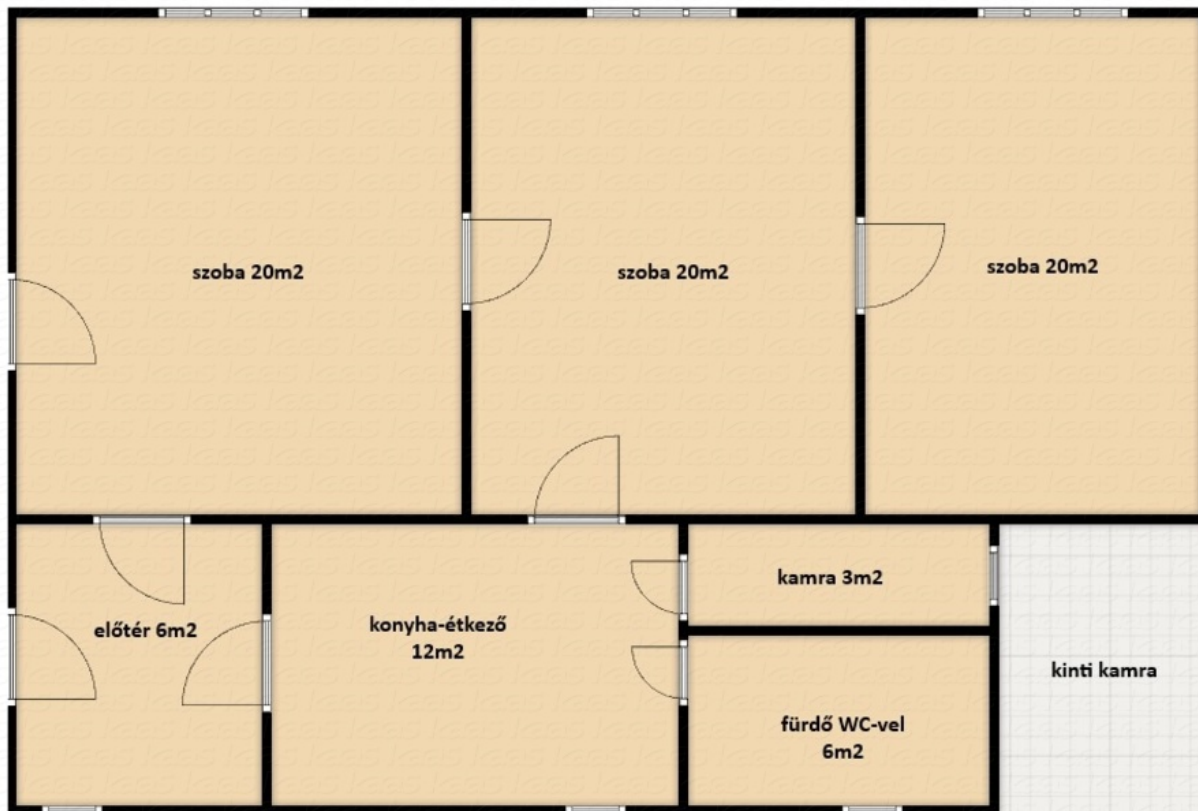 szoba 20m2
szoba 20m2
szoba 20m2
előtér 6m2
konyha-étkező
12m2
kamra 3m2
fürdő WC-vel
6m2
kinti kamra